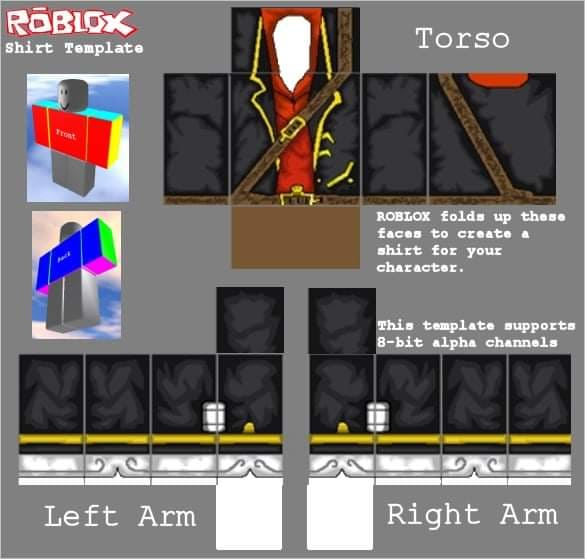 ROBLOX
Shirt Template
Torso
Front
Back
ROBLOX folds up these
faces to create a
shirt for your
character.
This template supports
8-bit alpha channels
Left Arm
Right Arm